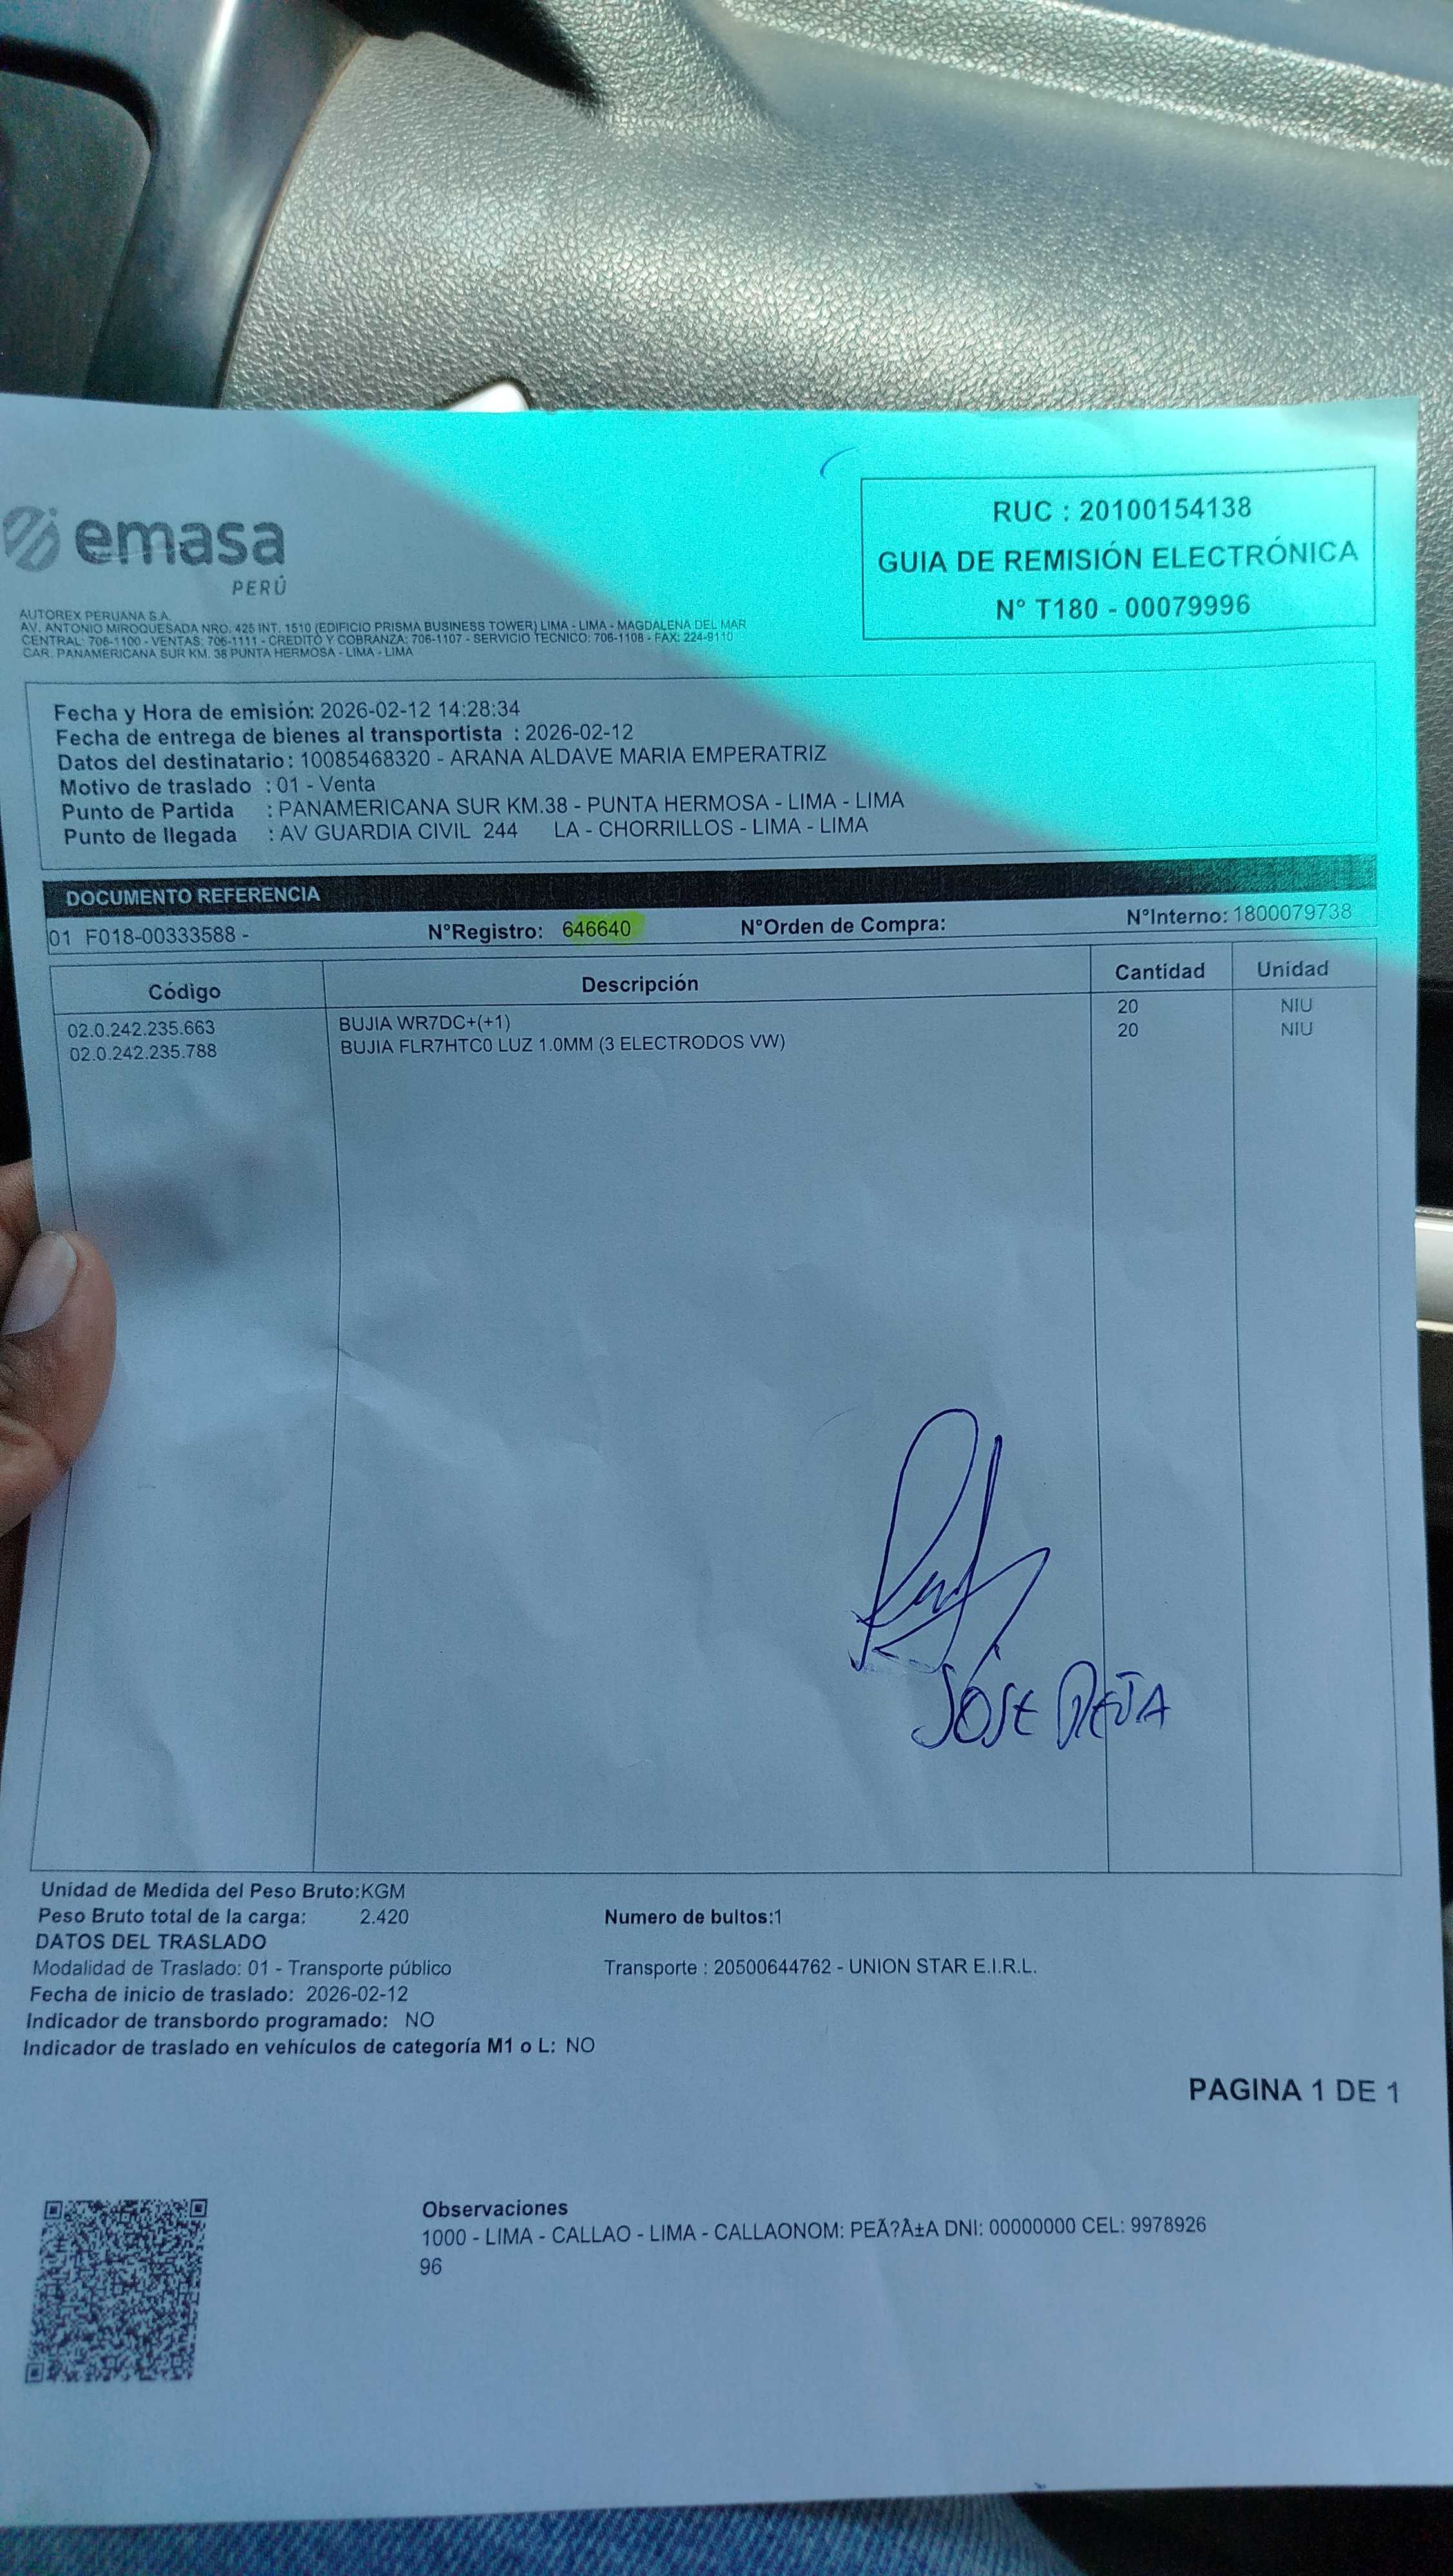 emasa
PERÚ
RUC : 20100154138
GUIA DE REMISIÓN ELECTRÓNICA
N° T180 - 00079996
AUTOREX PERUANA S.A.
AV. ANTONIO MIROQUESADA NRO. 425 INT. 1510 (EDIFICIO PRISMA BUSINESS TOWER) LIMA - LIMA - MAGDALENA DEL MAR
CENTRAL: 706-1100 - VENTAS: 706-1111 - CREDITO Y COBRANZA: 706-1107 - SERVICIO TECNICO: 706-1108 - FAX: 224-9110
CAR. PANAMERICANA SUR KM. 38 PUNTA HERMOSA - LIMA - LIMA
Fecha y Hora de emisión: 2026-02-12 14:28:34
Fecha de entrega de bienes al transportista : 2026-02-12
Datos del destinatario : 10085468320 - ARANA ALDAVE MARIA EMPERATRIZ
Motivo de traslado : 01 - Venta
Punto de Partida : PANAMERICANA SUR KM.38 - PUNTA HERMOSA - LIMA - LIMA
Punto de llegada : AV GUARDIA CIVIL 244 LA - CHORRILLOS - LIMA - LIMA
DOCUMENTO REFERENCIA
01 F018-00333588 - N°Registro: 646640 N°Orden de Compra: N°Interno: 1800079738
Código Descripción Cantidad Unidad
02.0.242.235.663 BUJIA WR7DC+(+1) 20 NIU
02.0.242.235.788 BUJIA FLR7HTC0 LUZ 1.0MM (3 ELECTRODOS VW) 20 NIU
JOSE
Unidad de Medida del Peso Bruto:KGM
Peso Bruto total de la carga: 2.420 Numero de bultos:1
DATOS DEL TRASLADO
Modalidad de Traslado: 01 - Transporte público Transporte : 20500644762 - UNION STAR E.I.R.L.
Fecha de inicio de traslado: 2026-02-12
Indicador de transbordo programado: NO
Indicador de traslado en vehículos de categoría M1 o L: NO
PAGINA 1 DE 1
Observaciones
1000 - LIMA - CALLAO - LIMA - CALLAONOM: PEÃ?Â±A DNI: 00000000 CEL: 9978926
96